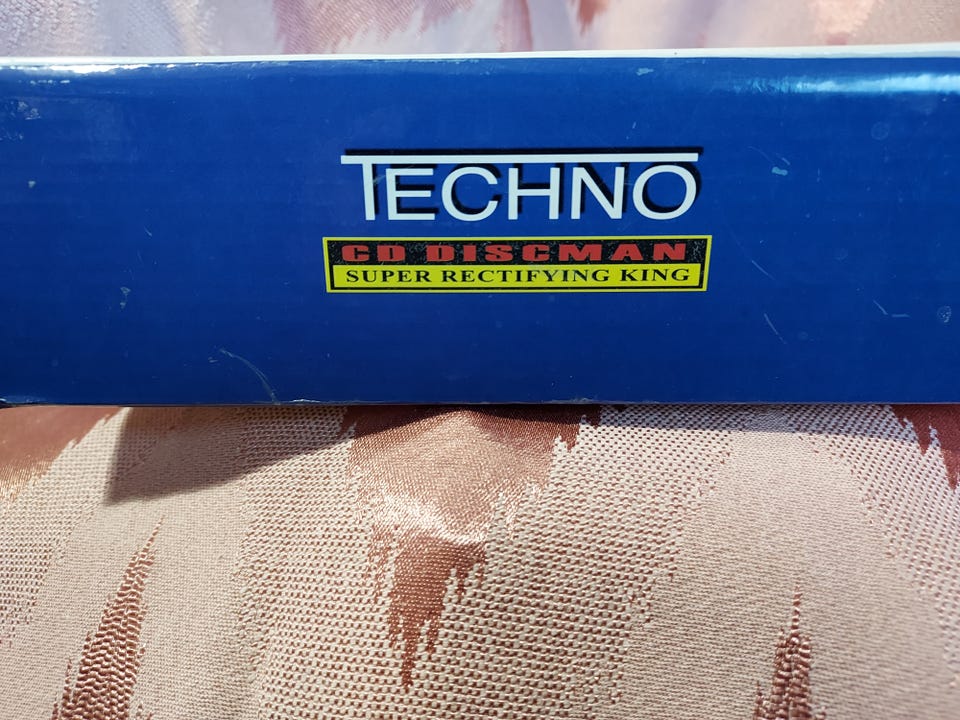 TECHNO
CD DISCMAN
SUPER RECTIFYING KING